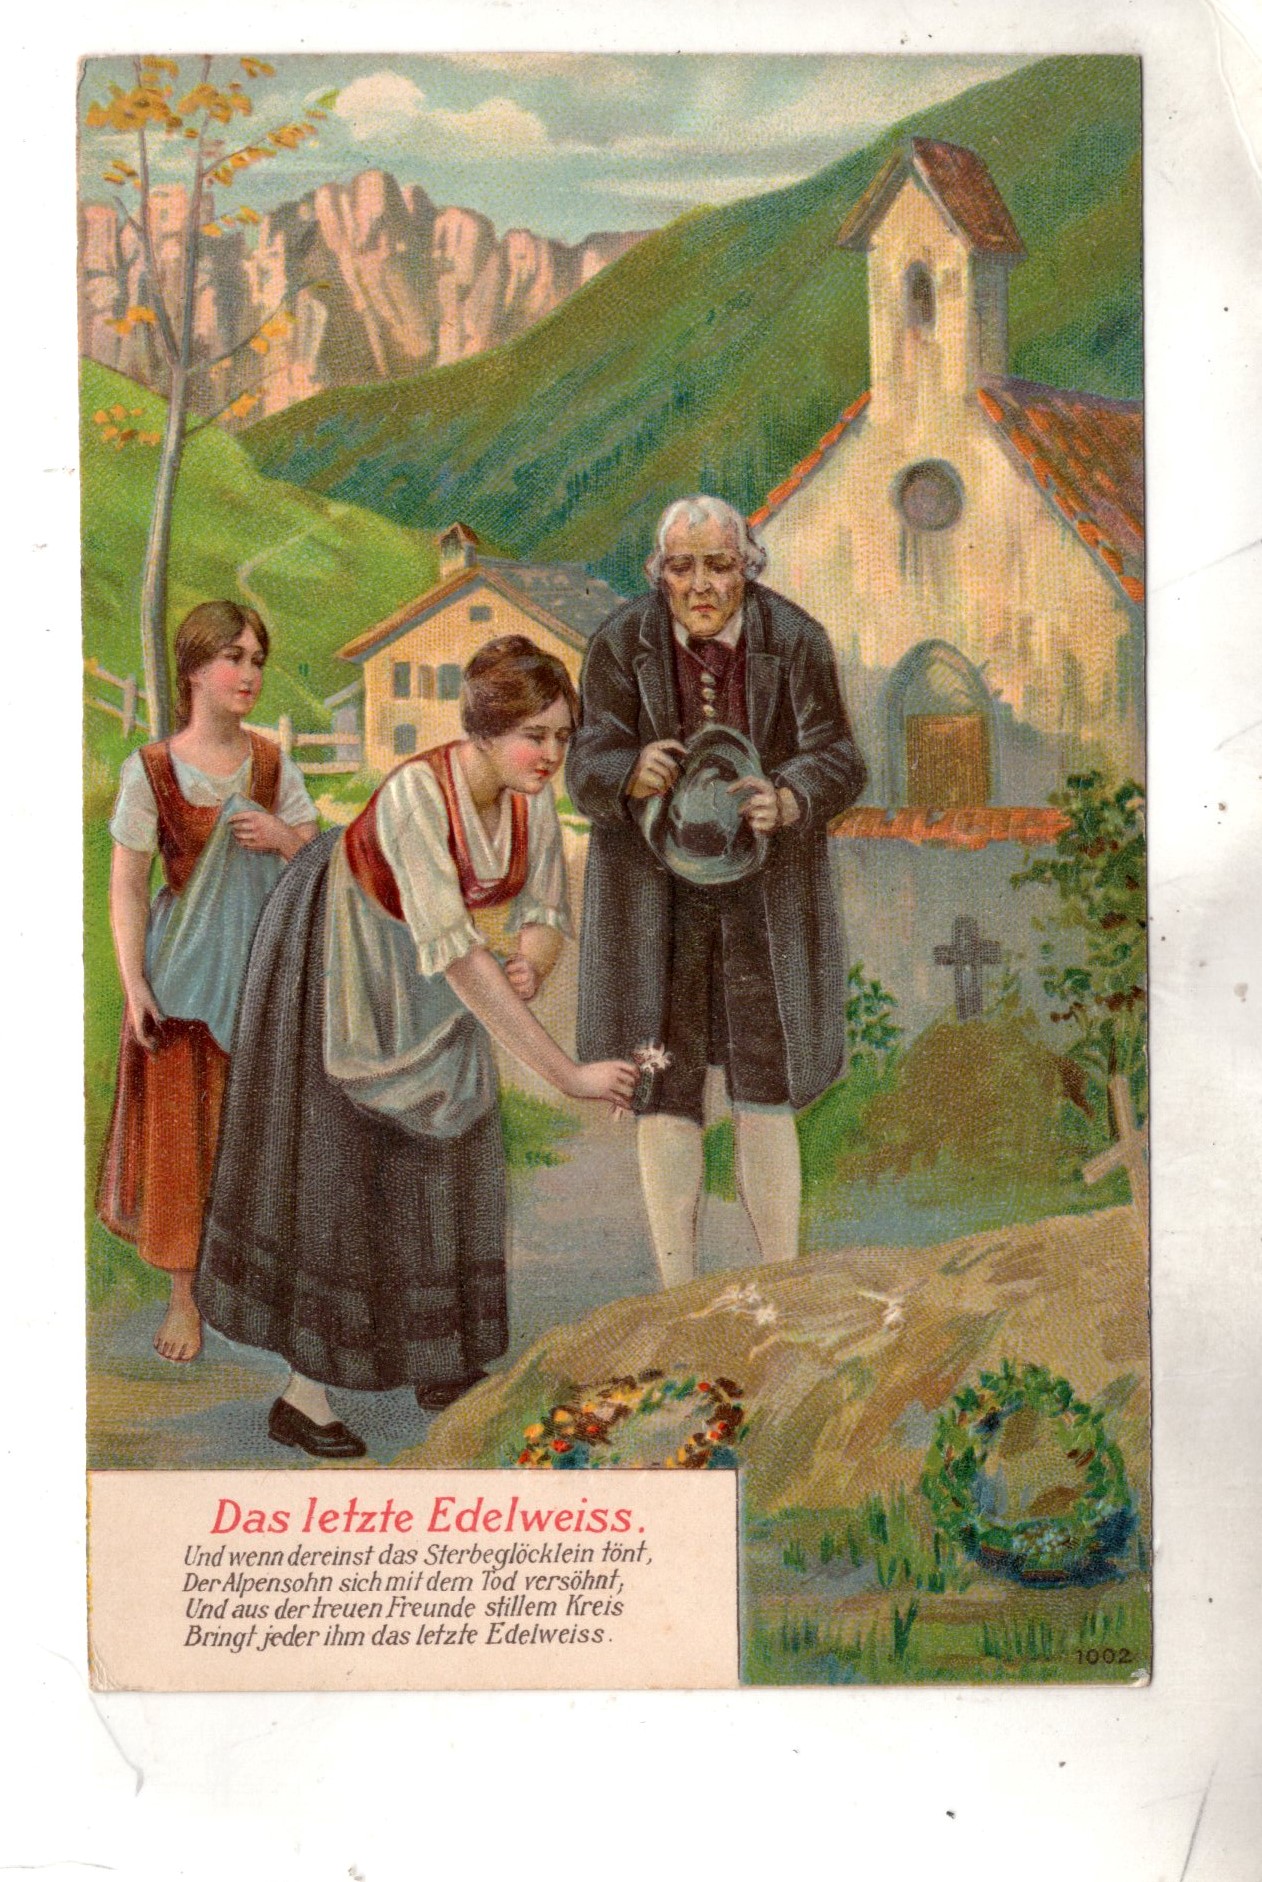 Das letzte Edelweiss.
Und wenn dereinst das Sterbeglöcklein tönt,
Der Alpensohn sich mit dem Tod versöhnt,
Und aus der treuen Freunde stillem Kreis
Bringt jeder ihm das letzte Edelweiss.
1002